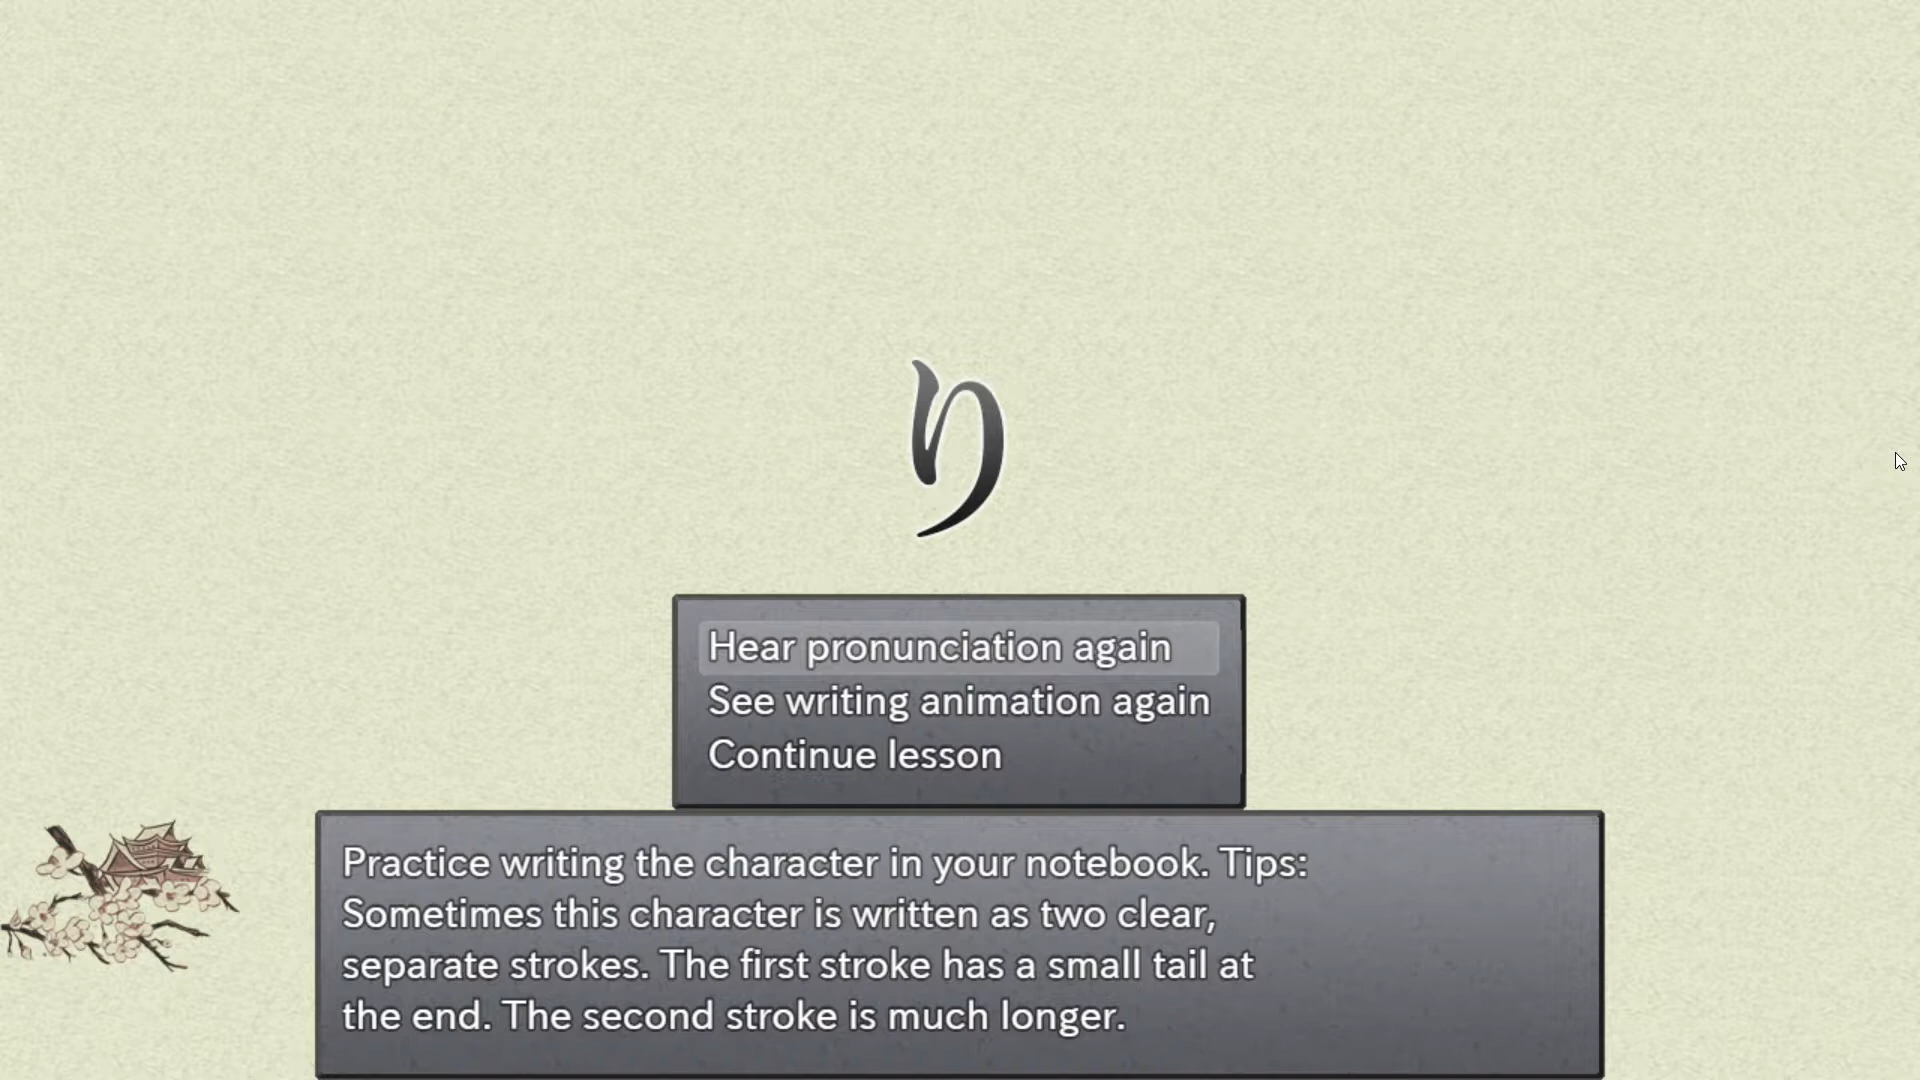 り
Hear pronunciation again
See writing animation again
Continue lesson
Practice writing the character in your notebook. Tips:
Sometimes this character is written as two clear,
separate strokes. The first stroke has a small tail at
the end. The second stroke is much longer.